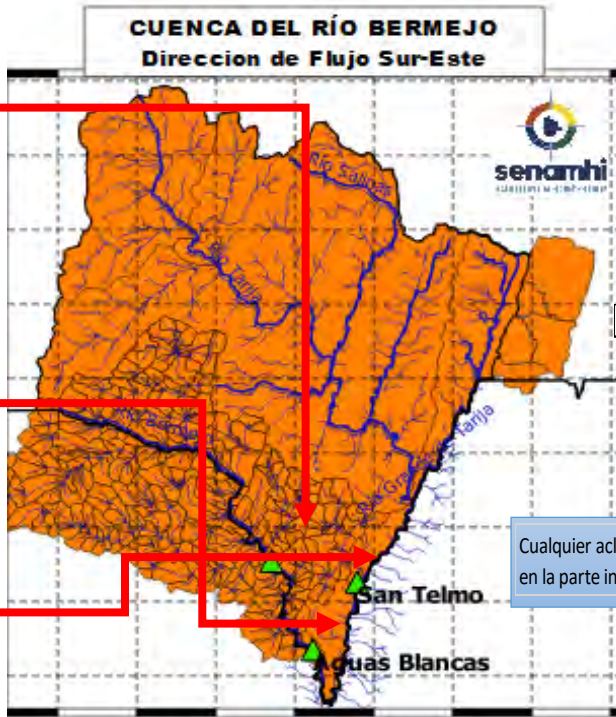 CUENCA DEL RÍO BERMEJO
Direccion de Flujo Sur-Este
senamhi
Río Salinas
Río Tarija
Río Grande de Tarija
Cualquier acl
en la parte in
San Telmo
Aguas Blancas